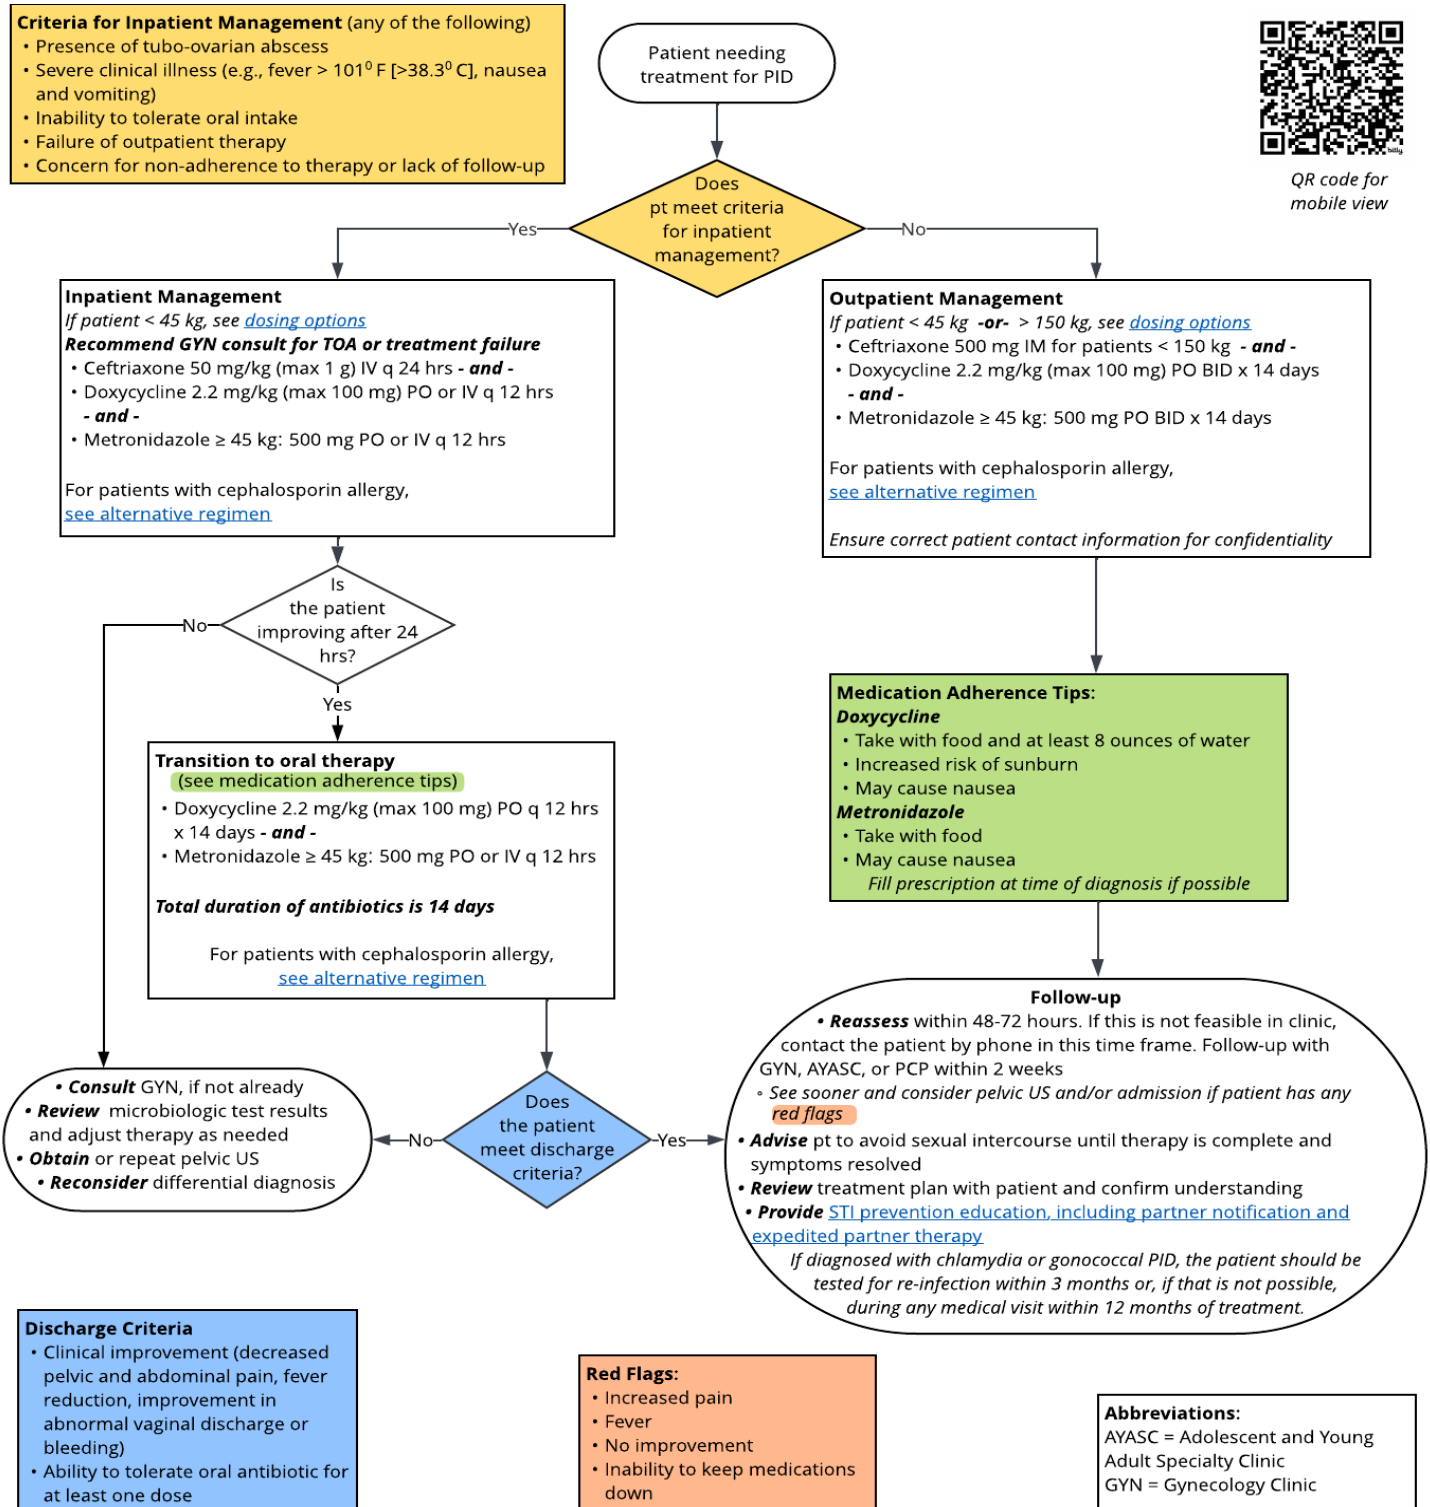 Criteria for Inpatient Management (any of the following)
• Presence of tubo-ovarian abscess
• Severe clinical illness (e.g., fever > 101⁰ F [>38.3⁰ C], nausea
and vomiting)
• Inability to tolerate oral intake
• Failure of outpatient therapy
• Concern for non-adherence to therapy or lack of follow-up
Patient needing
treatment for PID
billy
QR code for
mobile view
Does
pt meet criteria
for inpatient
management?
Yes
No
Inpatient Management
If patient < 45 kg, see dosing options
Recommend GYN consult for TOA or treatment failure
• Ceftriaxone 50 mg/kg (max 1 g) IV q 24 hrs - and -
• Doxycycline 2.2 mg/kg (max 100 mg) PO or IV q 12 hrs
- and -
• Metronidazole ≥ 45 kg: 500 mg PO or IV q 12 hrs
For patients with cephalosporin allergy,
see alternative regimen
Outpatient Management
If patient < 45 kg -or- > 150 kg, see dosing options
• Ceftriaxone 500 mg IM for patients < 150 kg - and -
• Doxycycline 2.2 mg/kg (max 100 mg) PO BID x 14 days
- and -
• Metronidazole ≥ 45 kg: 500 mg PO BID x 14 days
For patients with cephalosporin allergy,
see alternative regimen
Ensure correct patient contact information for confidentiality
Is
the patient
improving after 24
hrs?
No
Yes
Transition to oral therapy
(see medication adherence tips)
• Doxycycline 2.2 mg/kg (max 100 mg) PO q 12 hrs
x 14 days - and -
• Metronidazole ≥ 45 kg: 500 mg PO or IV q 12 hrs
Total duration of antibiotics is 14 days
For patients with cephalosporin allergy,
see alternative regimen
Medication Adherence Tips:
Doxycycline
• Take with food and at least 8 ounces of water
• Increased risk of sunburn
• May cause nausea
Metronidazole
• Take with food
• May cause nausea
Fill prescription at time of diagnosis if possible
• Consult GYN, if not already
• Review microbiologic test results
and adjust therapy as needed
• Obtain or repeat pelvic US
• Reconsider differential diagnosis
Does
the patient
meet discharge
criteria?
No
Yes
Follow-up
• Reassess within 48-72 hours. If this is not feasible in clinic,
contact the patient by phone in this time frame. Follow-up with
GYN, AYASC, or PCP within 2 weeks
◦ See sooner and consider pelvic US and/or admission if patient has any
red flags
• Advise pt to avoid sexual intercourse until therapy is complete and
symptoms resolved
• Review treatment plan with patient and confirm understanding
• Provide STI prevention education, including partner notification and
expedited partner therapy
If diagnosed with chlamydia or gonococcal PID, the patient should be
tested for re-infection within 3 months or, if that is not possible,
during any medical visit within 12 months of treatment.
Discharge Criteria
• Clinical improvement (decreased
pelvic and abdominal pain, fever
reduction, improvement in
abnormal vaginal discharge or
bleeding)
• Ability to tolerate oral antibiotic for
at least one dose
Red Flags:
• Increased pain
• Fever
• No improvement
• Inability to keep medications
down
Abbreviations:
AYASC = Adolescent and Young
Adult Specialty Clinic
GYN = Gynecology Clinic